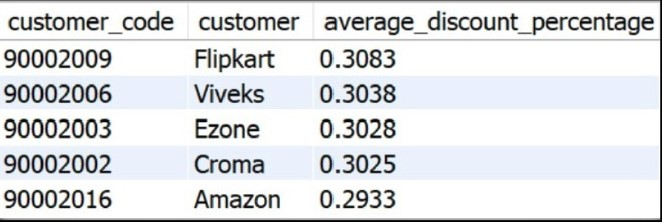 customer_code customer average_discount_percentage
90002009 Flipkart 0.3083
90002006 Viveks 0.3038
90002003 Ezone 0.3028
90002002 Croma 0.3025
90002016 Amazon 0.2933